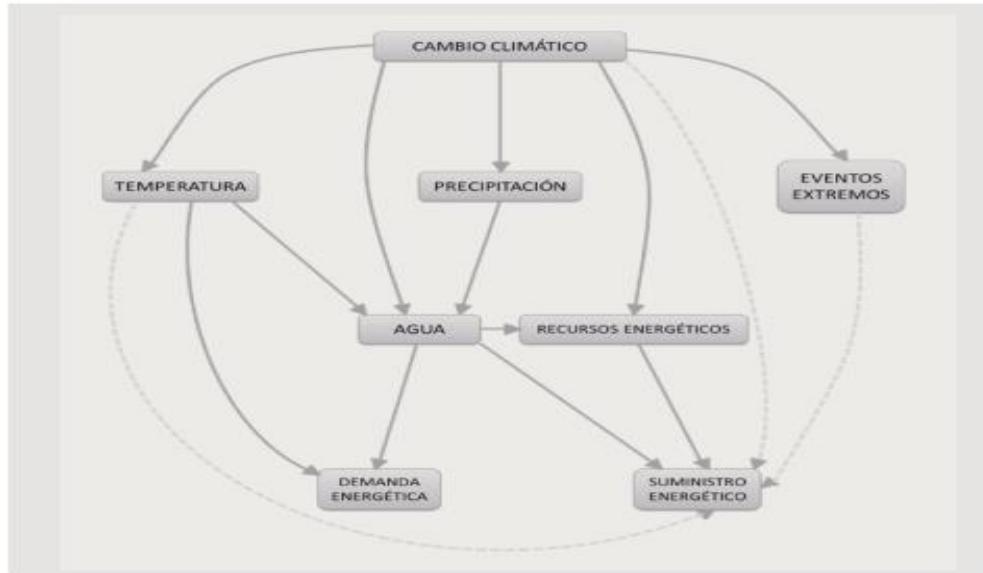 CAMBIO CLIMÁTICO
TEMPERATURA
PRECIPITACIÓN
EVENTOS
EXTREMOS
AGUA
RECURSOS ENERGÉTICOS
DEMANDA
ENERGÉTICA
SUMINISTRO
ENERGÉTICO